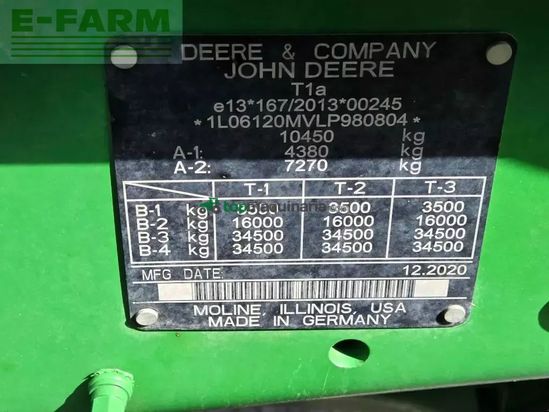 E-FARM
DEERE & COMPANY
JOHN DEERE
T1a
e13*167/2013*00245
*1L06120MVLP980804*
10450 kg
A-1: 4380 kg
A-2: 7270 kg
T-1 T-2 T-3
B-1 kg 3500 3500 3500
B-2 kg 16000 16000 16000
B-3 kg 34500 34500 34500
B-4 kg 34500 34500 34500
MFG DATE: 12.2020
MOLINE, ILLINOIS, USA
MADE IN GERMANY